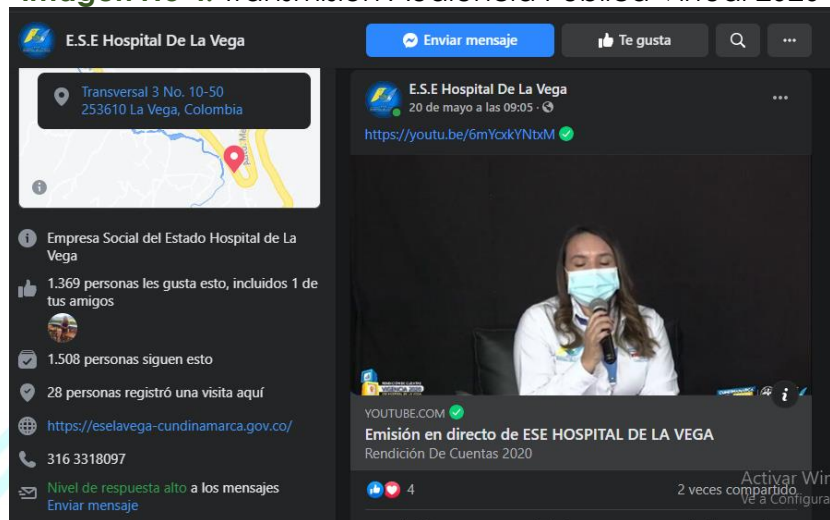 Transmisión Audiencia Pública Virtual 2020
E.S.E Hospital De La Vega
Enviar mensaje
Te gusta
Transversal 3 No. 10-50
253610 La Vega, Colombia
Empresa Social del Estado Hospital de La
Vega
1.369 personas les gusta esto, incluidos 1 de
tus amigos
1.508 personas siguen esto
28 personas registró una visita aquí
https://eselavega-cundinamarca.gov.co/
316 3318097
Nivel de respuesta alto a los mensajes
Enviar mensaje
E.S.E Hospital De La Vega
20 de mayo a las 09:05
https://youtu.be/6mYcxkYNtxM
VIGENCIA 2020
YOUTUBE.COM
Emisión en directo de ESE HOSPITAL DE LA VEGA
Rendición De Cuentas 2020
4
2 veces compartido
Activar Win
Ve a Configura